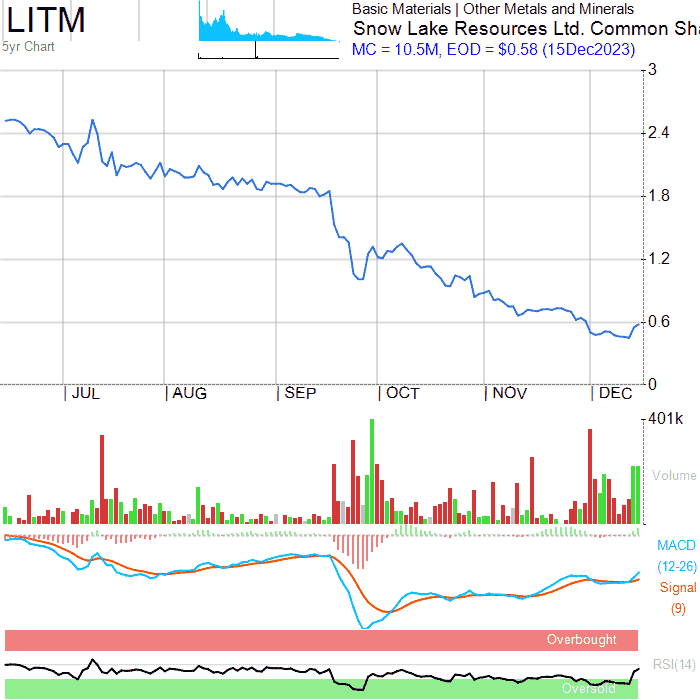 LITM
5yr Chart
Basic Materials | Other Metals and Minerals
Snow Lake Resources Ltd. Common Sha
MC = 10.5M, EOD = $0.58 (15Dec2023)
3
2.4
1.8
1.2
0.6
0
JUL AUG SEP OCT NOV DEC
401k
Volume
MACD
(12-26)
Signal
(9)
Overbought
RSI(14)
Oversold